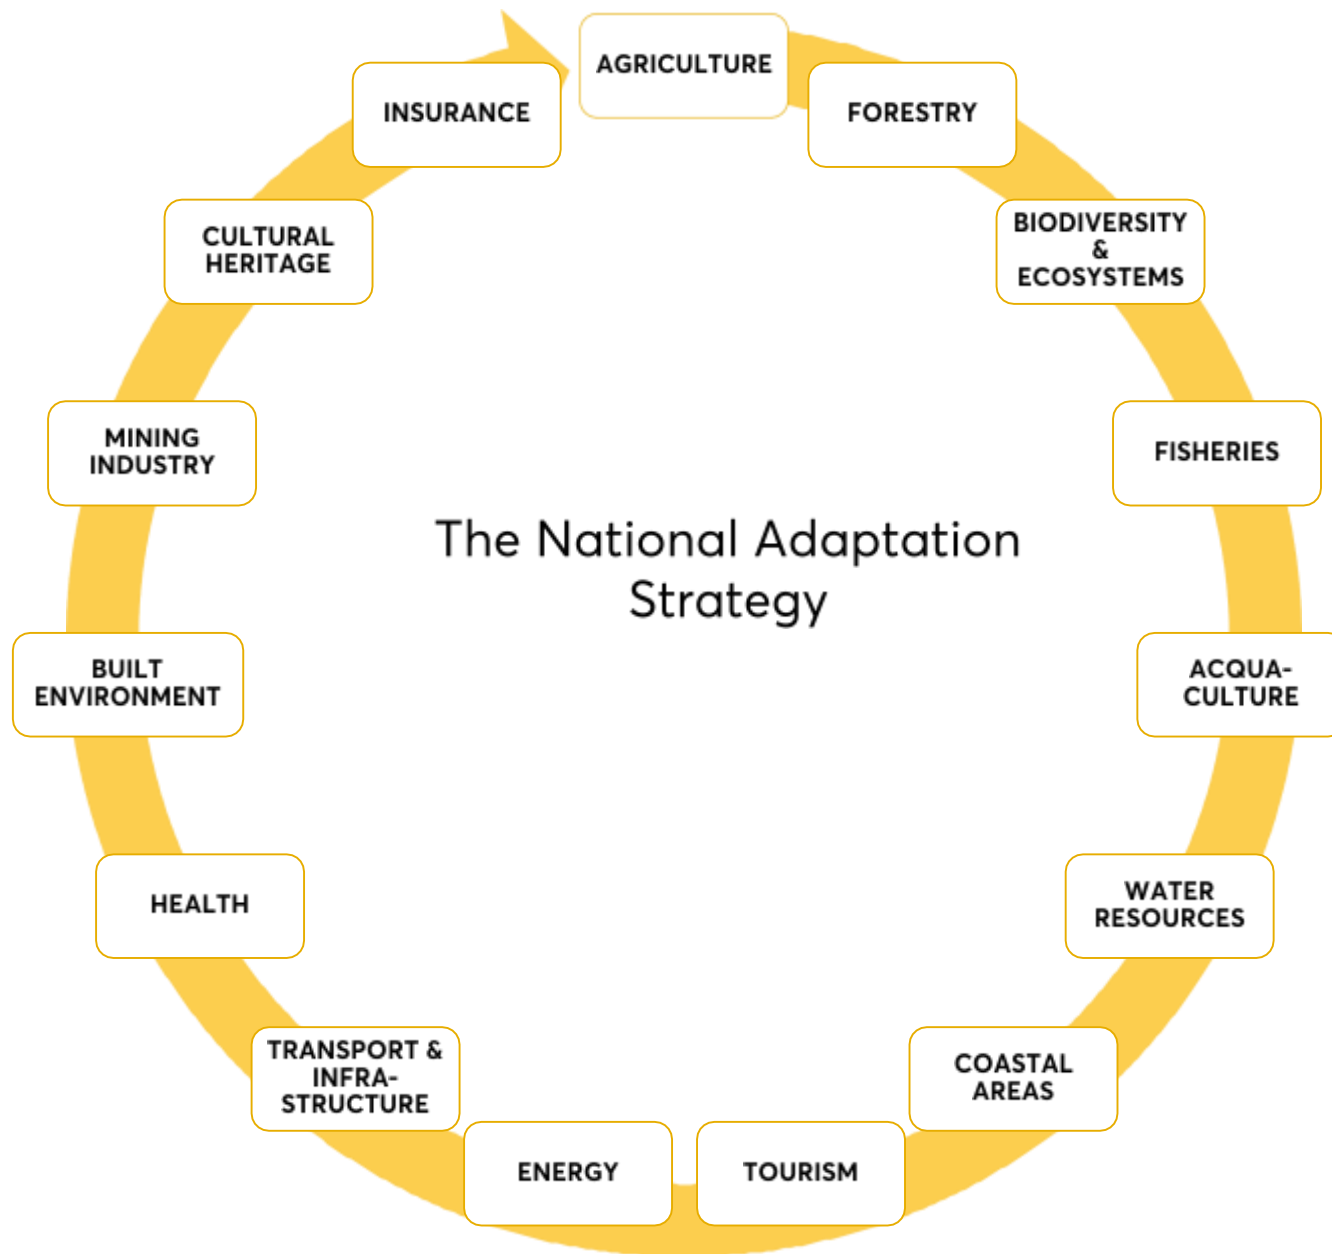 AGRICULTURE
FORESTRY
BIODIVERSITY
&
ECOSYSTEMS
FISHERIES
ACQUA-
CULTURE
WATER
RESOURCES
COASTAL
AREAS
TOURISM
ENERGY
TRANSPORT &
INFRA-
STRUCTURE
HEALTH
BUILT
ENVIRONMENT
MINING
INDUSTRY
CULTURAL
HERITAGE
INSURANCE
The National Adaptation
Strategy